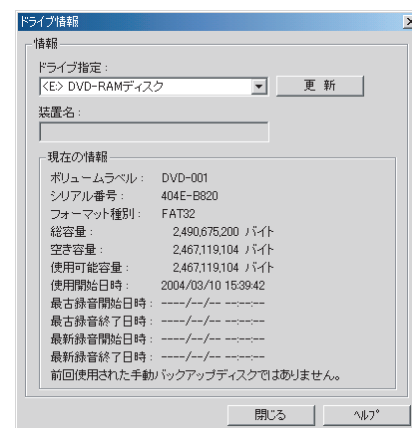 ドライブ情報
情報
ドライブ指定：
<E:> DVD-RAMディスク
更 新
装置名：
現在の情報
ボリュームラベル： DVD-001
シリアル番号： 404E-B820
フォーマット種別： FAT32
総容量： 2,490,675,200 バイト
空き容量： 2,467,119,104 バイト
使用可能容量： 2,467,119,104 バイト
使用開始日時： 2004/03/10 15:39:42
最古録音開始日時： ----/--/-- --:--:--
最古録音終了日時： ----/--/-- --:--:--
最新録音開始日時： ----/--/-- --:--:--
最新録音終了日時： ----/--/-- --:--:--
前回使用された手動バックアップディスクではありません。
閉じる ヘルプ